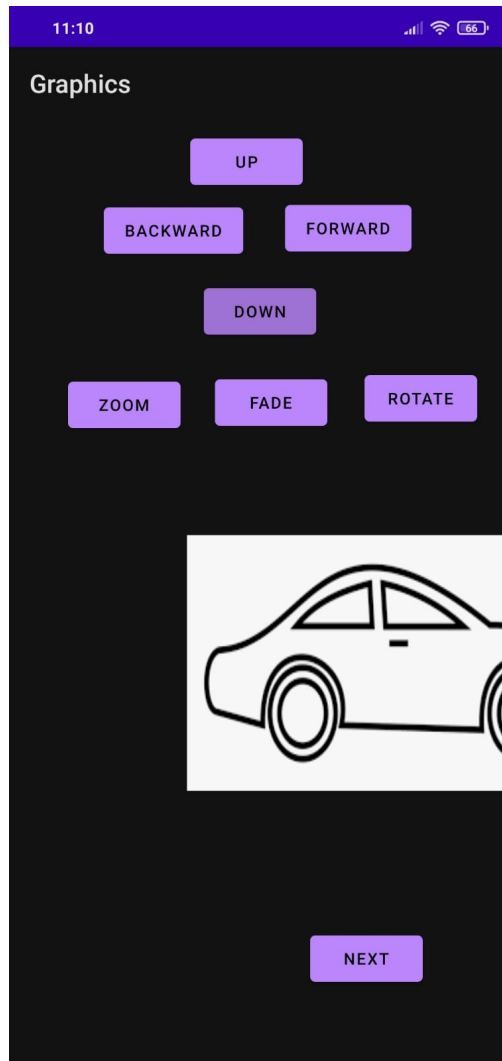 11:10 66
Graphics
UP
BACKWARD FORWARD
DOWN
ZOOM FADE ROTATE
NEXT